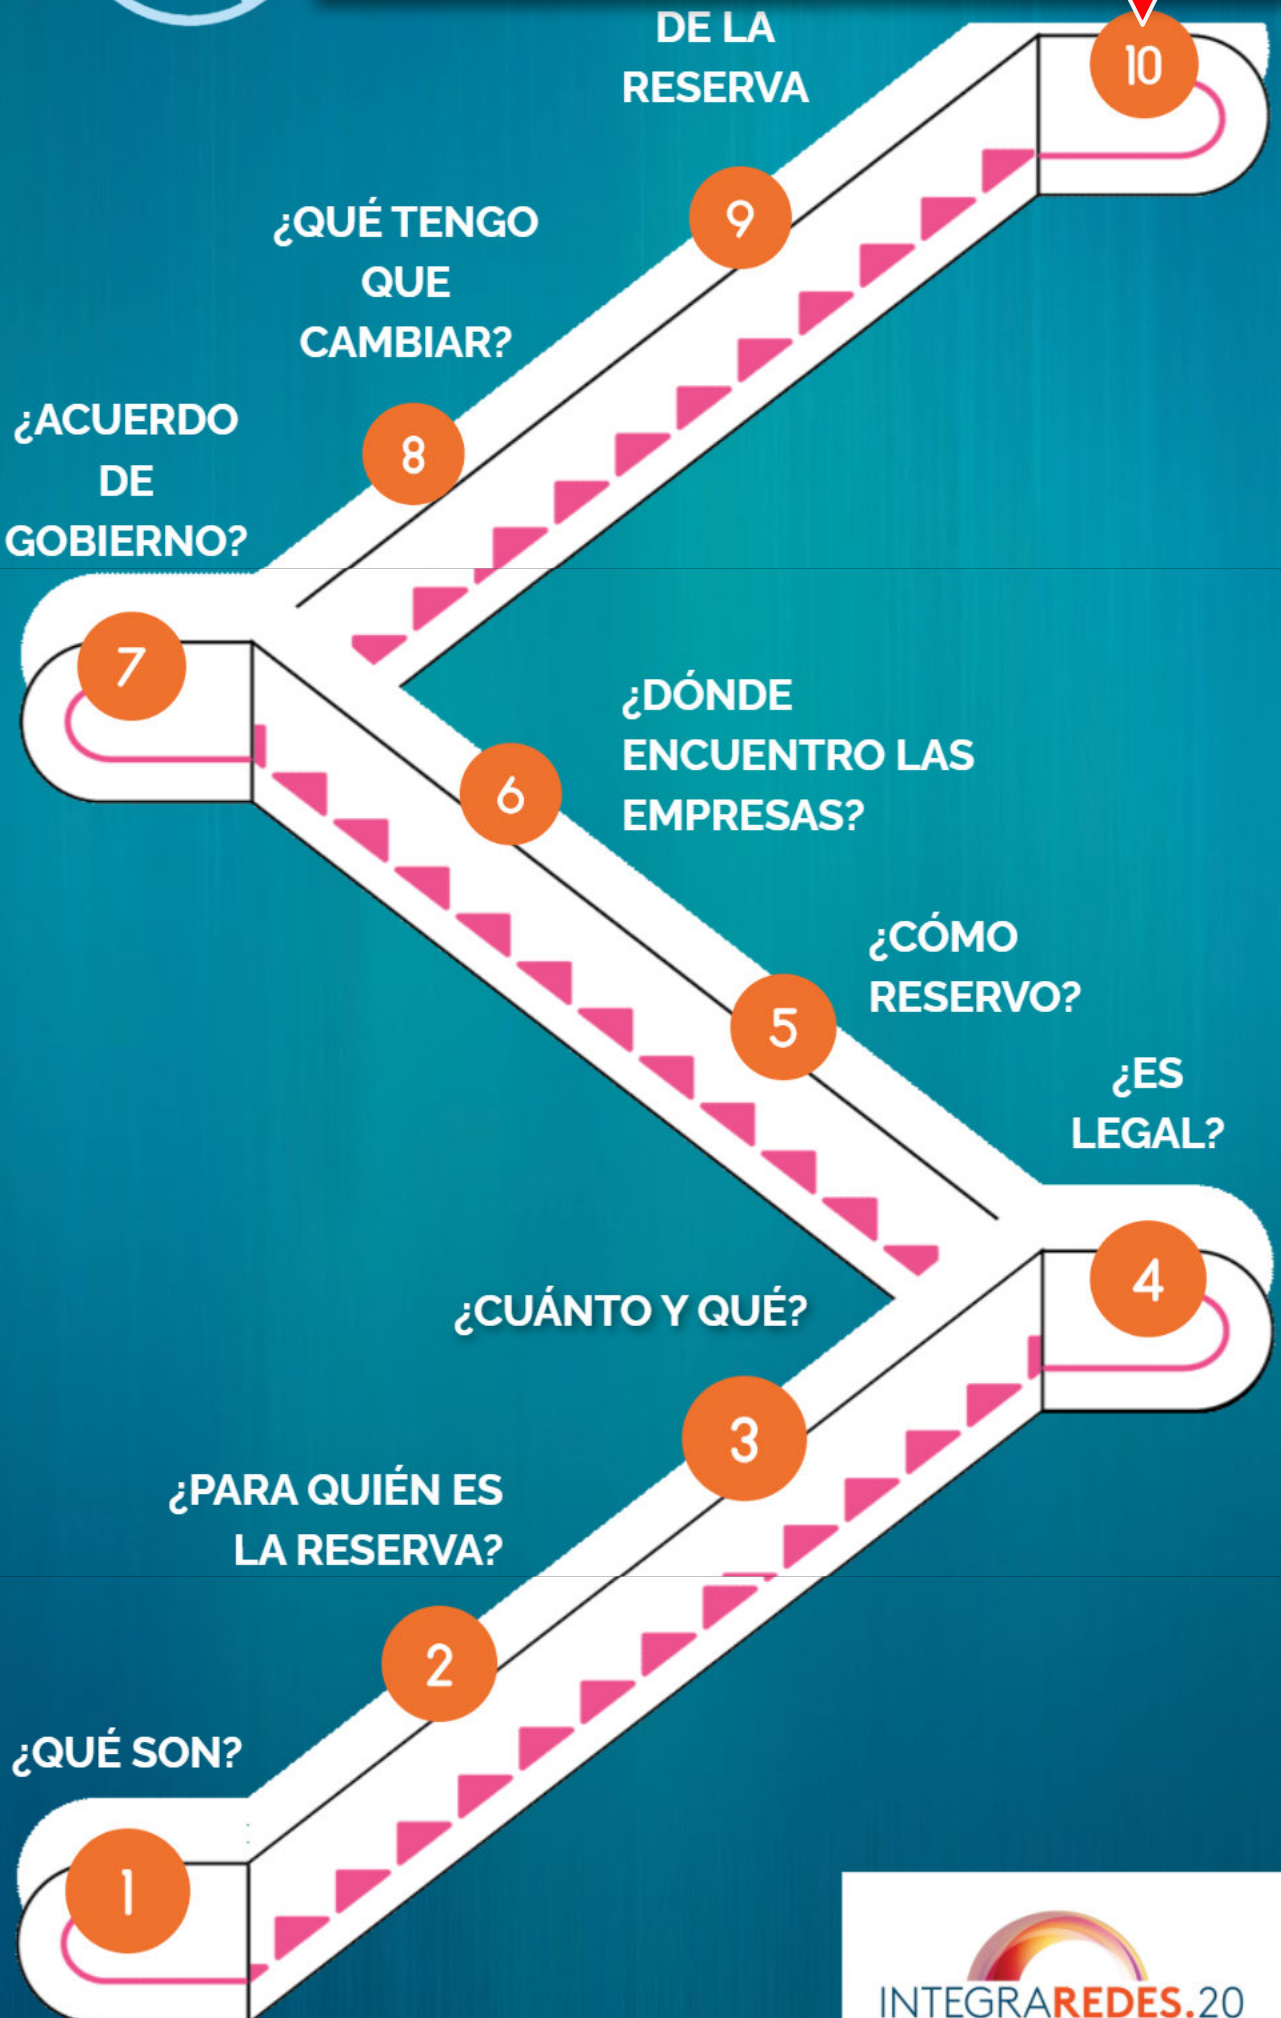 DE LA
RESERVA
10
9
¿QUÉ TENGO
QUE
CAMBIAR?
8
¿ACUERDO
DE
GOBIERNO?
7
6
¿DÓNDE
ENCUENTRO LAS
EMPRESAS?
5
¿CÓMO
RESERVO?
¿ES
LEGAL?
4
¿CUÁNTO Y QUÉ?
3
¿PARA QUIÉN ES
LA RESERVA?
2
¿QUÉ SON?
1
INTEGRAREDES.20